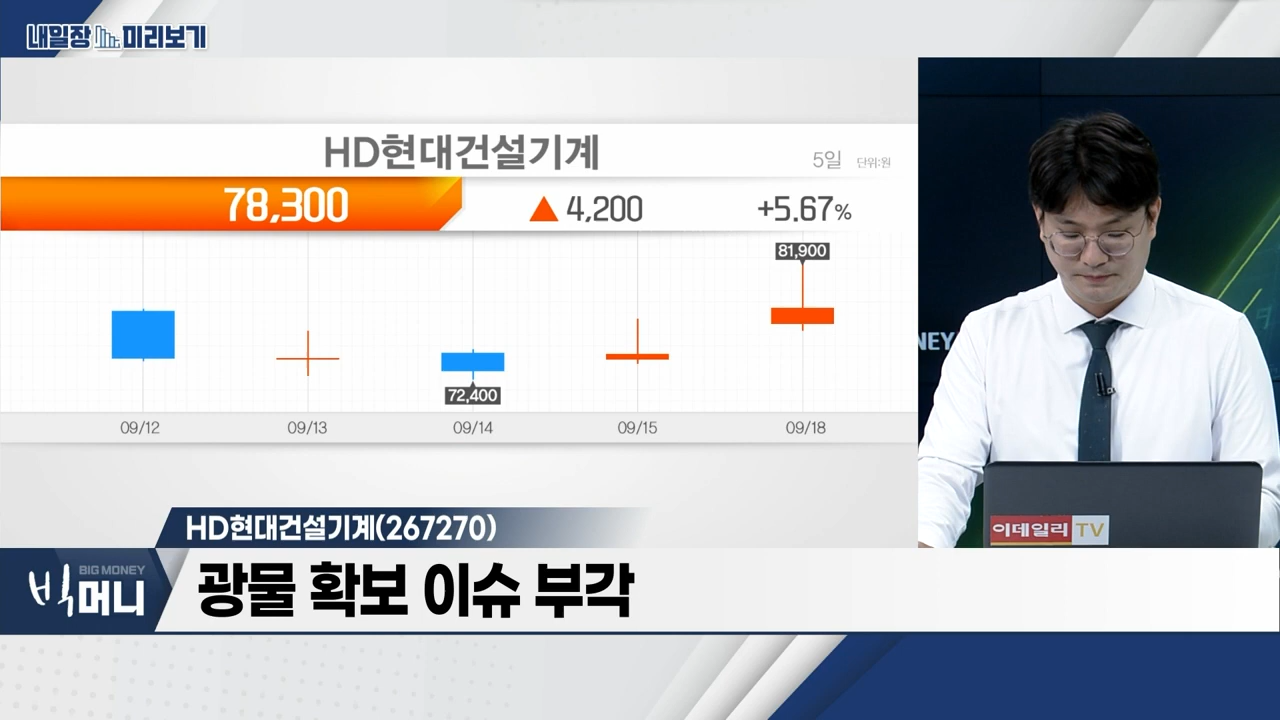 내일장 미리보기
HD현대건설기계
5일 단위:원
78,300 ▲ 4,200 +5.67%
81,900
72,400
09/12 09/13 09/14 09/15 09/18
NEY
이데일리 TV
HD현대건설기계(267270)
BIG MONEY
빅머니
광물 확보 이슈 부각